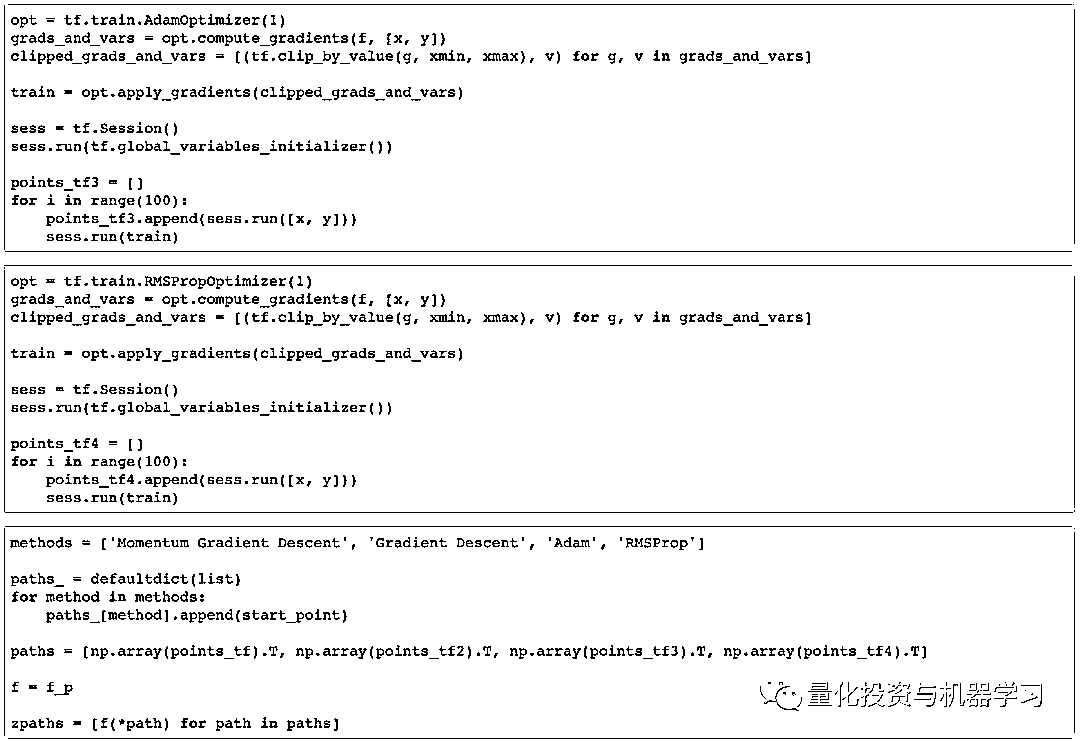 opt = tf.train.AdamOptimizer(1)
grads_and_vars = opt.compute_gradients(f, [x, y])
clipped_grads_and_vars = [(tf.clip_by_value(g, xmin, xmax), v) for g, v in grads_and_vars]
train = opt.apply_gradients(clipped_grads_and_vars)
sess = tf.Session()
sess.run(tf.global_variables_initializer())
points_tf3 = []
for i in range(100):
    points_tf3.append(sess.run([x, y]))
    sess.run(train)
opt = tf.train.RMSPropOptimizer(1)
grads_and_vars = opt.compute_gradients(f, [x, y])
clipped_grads_and_vars = [(tf.clip_by_value(g, xmin, xmax), v) for g, v in grads_and_vars]
train = opt.apply_gradients(clipped_grads_and_vars)
sess = tf.Session()
sess.run(tf.global_variables_initializer())
points_tf4 = []
for i in range(100):
    points_tf4.append(sess.run([x, y]))
    sess.run(train)
methods = ['Momentum Gradient Descent', 'Gradient Descent', 'Adam', 'RMSProp']
paths_ = defaultdict(list)
for method in methods:
    paths_[method].append(start_point)
paths = [np.array(points_tf).T, np.array(points_tf2).T, np.array(points_tf3).T, np.array(points_tf4).T]
f = f_p
zpaths = [f(*path) for path in paths]
量化投资与机器学习